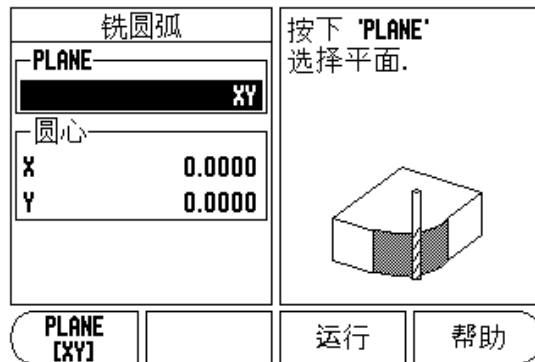 铣圆弧
PLANE
XY
圆心
X 0.0000
Y 0.0000
按下 'PLANE'
选择平面.
PLANE
[XY]
运行
帮助